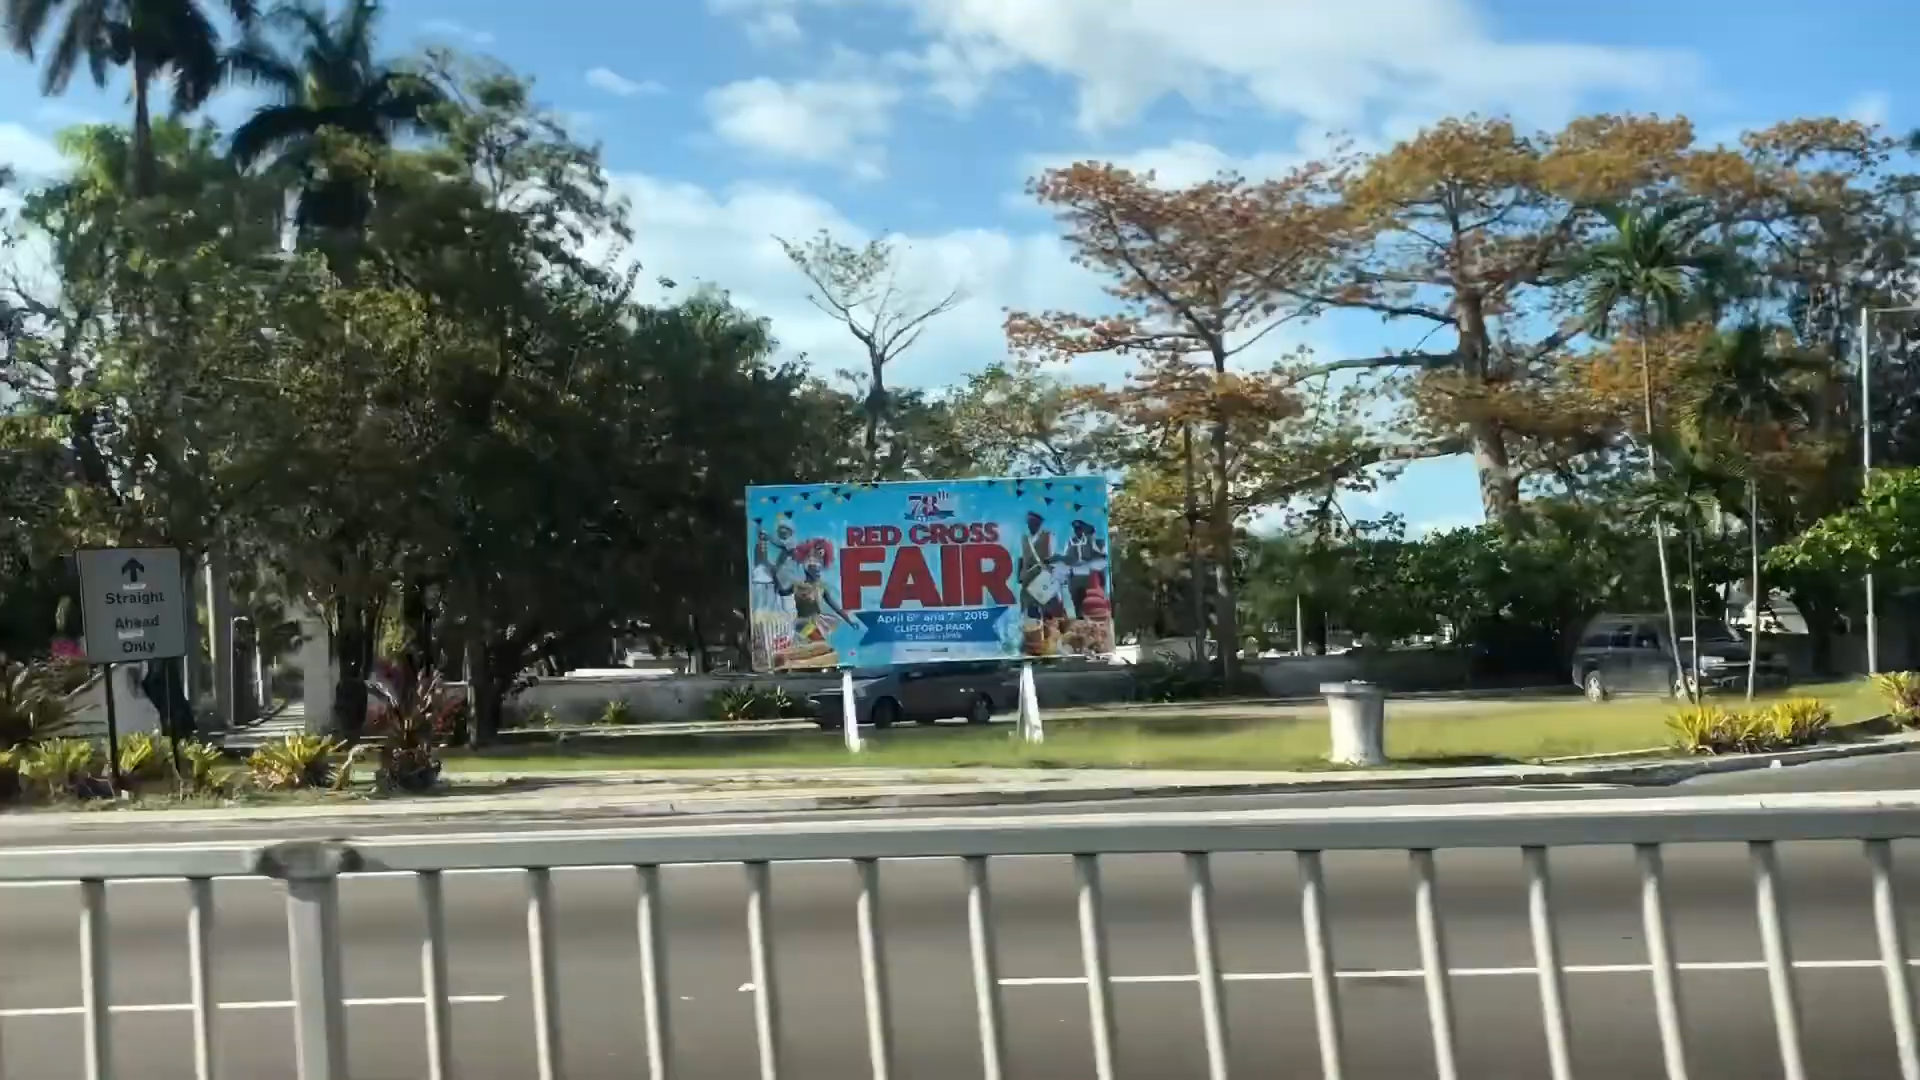 Straight
Ahead
Only
78th
RED CROSS
FAIR
April 6th and 7th 2019
CLIFFORD PARK